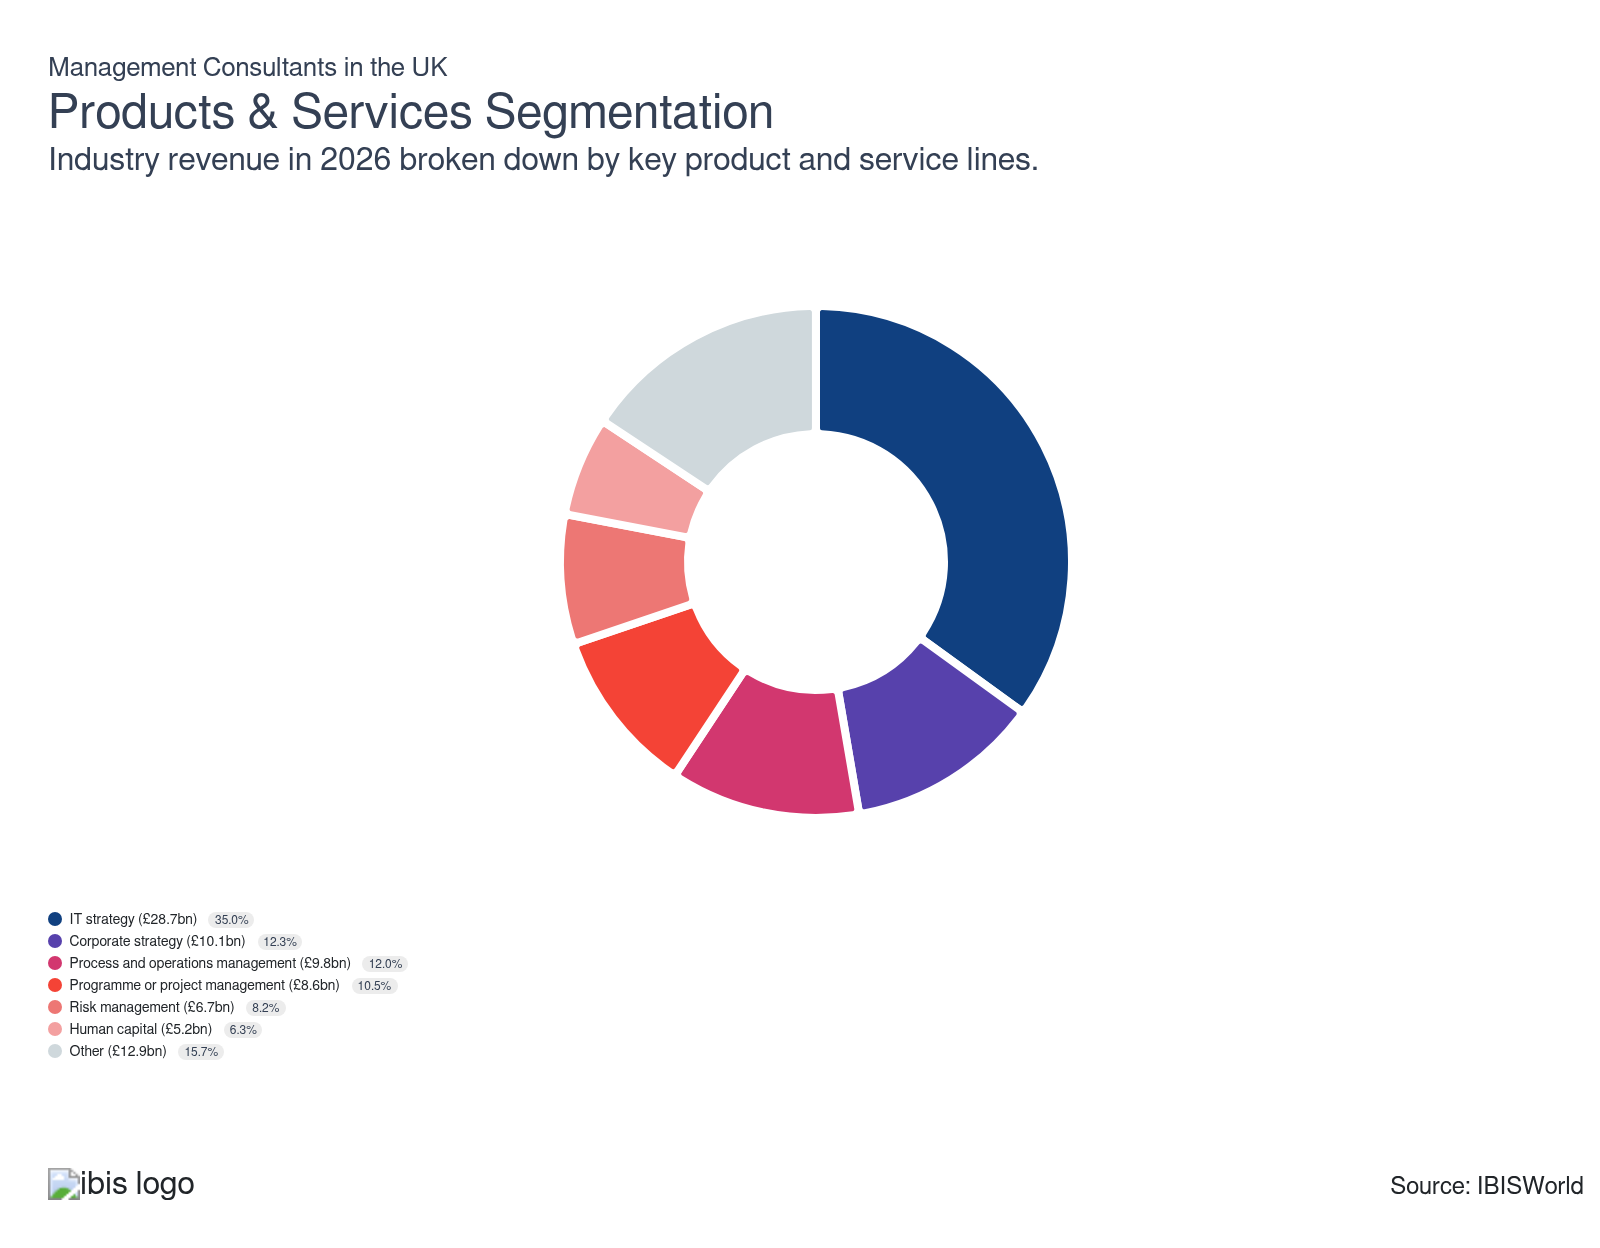 Management Consultants in the UK
Products & Services Segmentation
Industry revenue in 2026 broken down by key product and service lines.
IT strategy (£28.7bn) 35.0%
Corporate strategy (£10.1bn) 12.3%
Process and operations management (£9.8bn) 12.0%
Programme or project management (£8.6bn) 10.5%
Risk management (£6.7bn) 8.2%
Human capital (£5.2bn) 6.3%
Other (£12.9bn) 15.7%
ibis logo
Source: IBISWorld